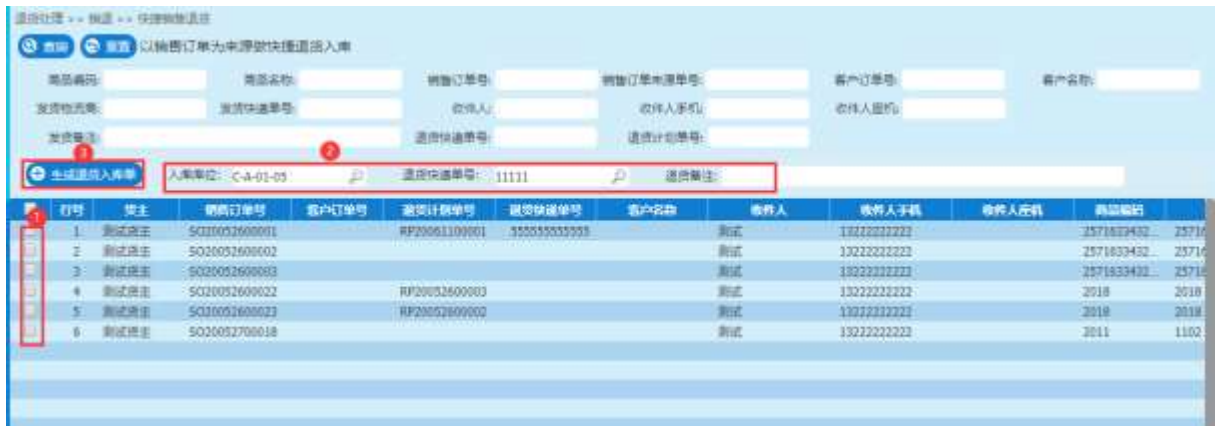 退货处理 >> 销退 >> 快捷销售退货
查询 重置 以销售订单为来源做快捷退货入库
商品编码: 商品名称: 销售订单号: 销售订单来源单号: 客户订单号: 客户名称:
发货物流商: 发货快递单号: 收件人: 收件人手机: 收件人座机:
发货备注: 退货快递单号: 退货计划单号:
3 2
生成退货入库单 入库库位: C-A-01-05 退货快递单号: 11111 退货备注:
1 行号 货主 销售订单号 客户订单号 退货计划单号 退货快递单号 客户名称 收件人 收件人手机 收件人座机 商品编码
1 测试货主 SO20052600001 RP20061100001 555555555555 测试 13222222222 2571633432... 2571
2 测试货主 SO20052600002 测试 13222222222 2571633432... 2571
3 测试货主 SO20052600003 测试 13222222222 2571633432... 2571
4 测试货主 SO20052600022 RP20052600003 测试 13222222222 2018 2018
5 测试货主 SO20052600023 RP20052600002 测试 13222222222 2018 2018
6 测试货主 SO20052700018 测试 13222222222 2011 1102